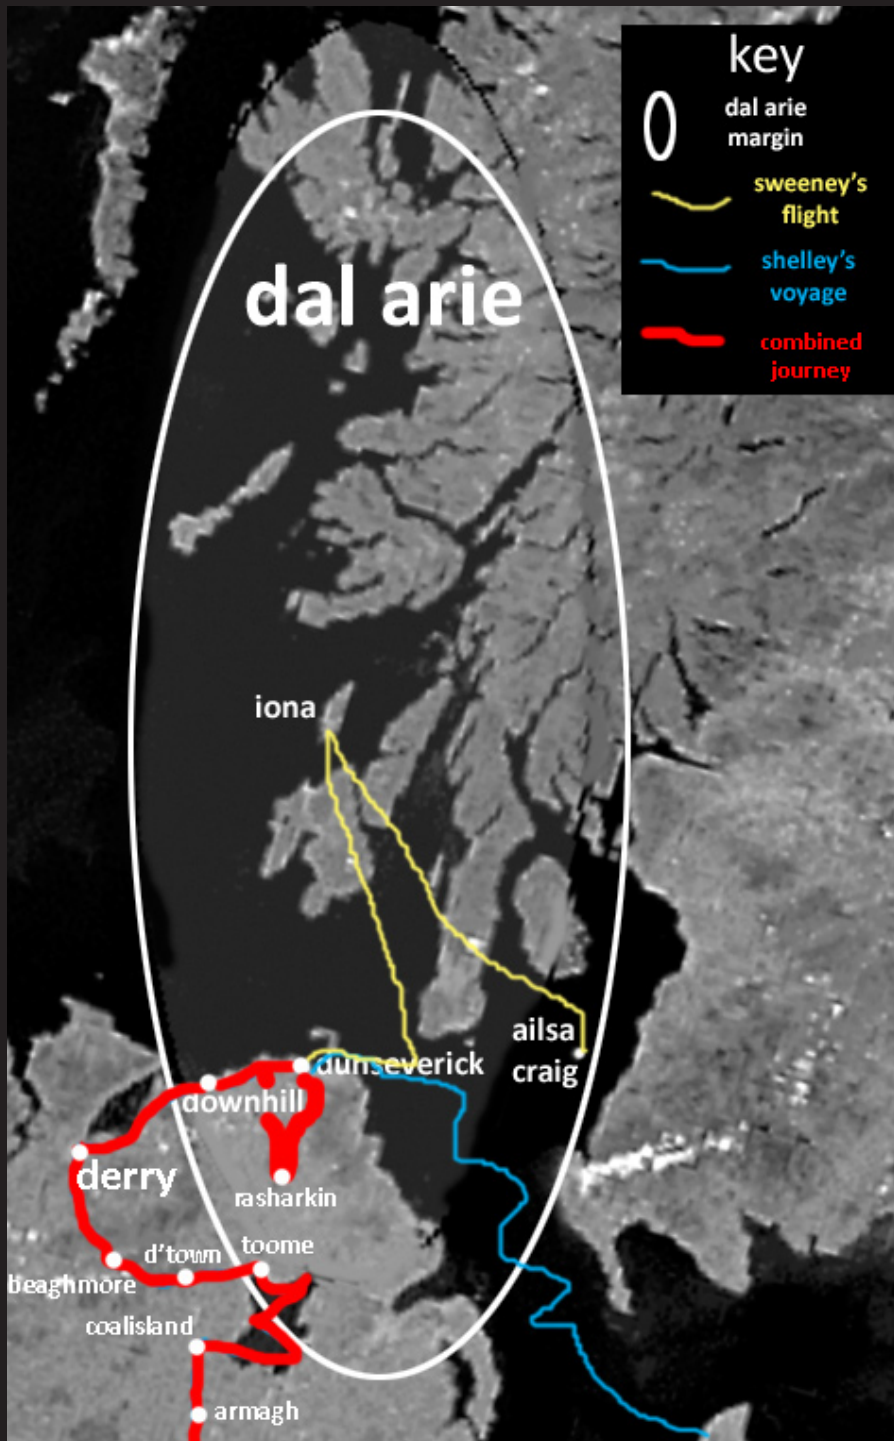 key
dal arie
margin
sweeney's
flight
shelley's
voyage
combined
journey
dal arie
iona
ailsa
craig
dunseverick
downhill
derry
rasharkin
toome
d'town
beaghmore
coalisland
armagh